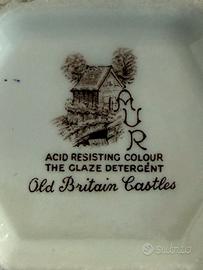 A
U
R
ACID RESISTING COLOUR
THE GLAZE DETERGENT
Old Britain Castles
subito